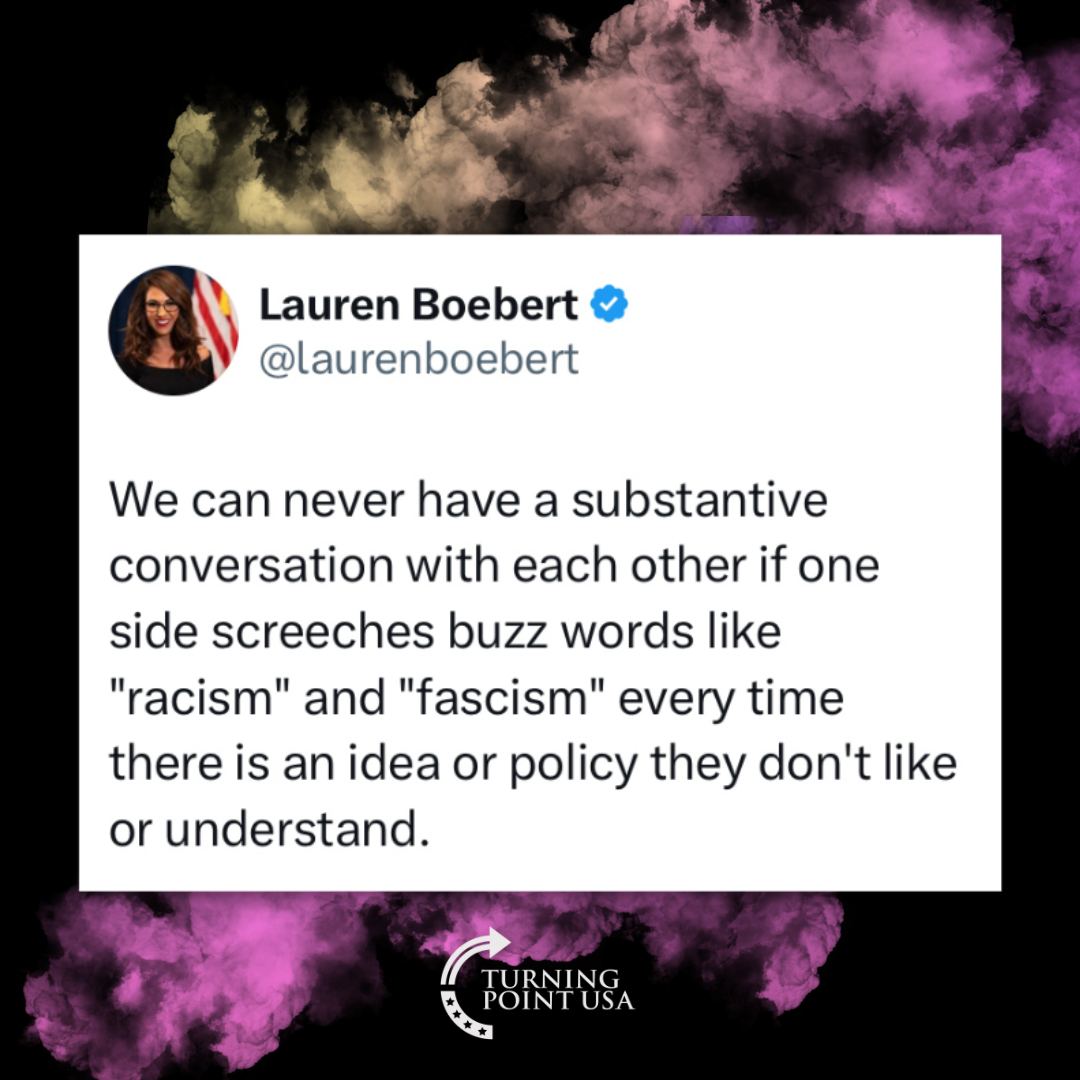 Lauren Boebert
@laurenboebert
We can never have a substantive
conversation with each other if one
side screeches buzz words like
"racism" and "fascism" every time
there is an idea or policy they don't like
or understand.
TURNING
POINT USA